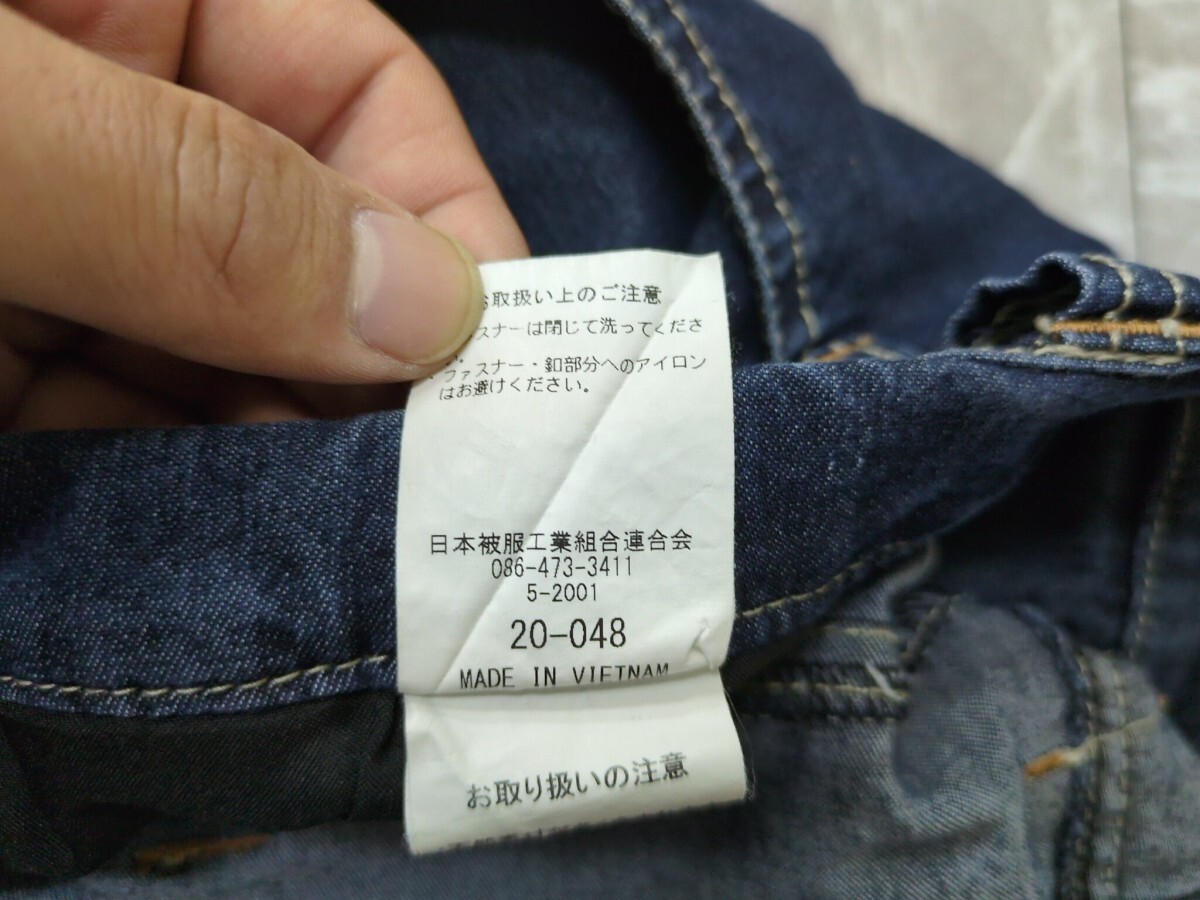 お取扱い上のご注意
スナーは閉じて洗ってくださ
・ファスナー・釦部分へのアイロン
はお避けください。
日本被服工業組合連合会
086-473-3411
5-2001
20-048
MADE IN VIETNAM
お取り扱いの注意